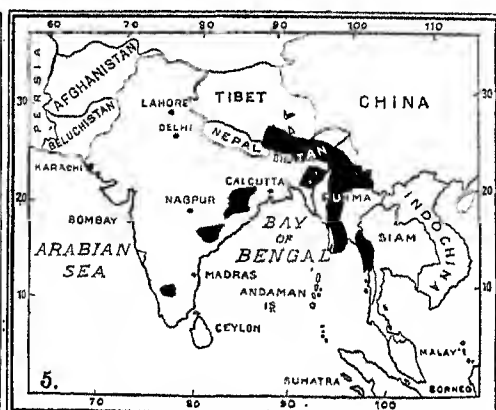 60 70 80 90 100 110
PERSIA
AFGHANISTAN
BELUCHISTAN
LAHORE
DELHI
TIBET
CHINA
30
30
NEPAL
BHUTAN
KARACHI
CALCUTTA
NAGPUR
BURMA
20
20
BOMBAY
BAY
OF
BENGAL
SIAM
INDOCHINA
ARABIAN
SEA
MADRAS
ANDAMAN
IS
10
10
CEYLON
MALAY
5.
SUMATRA
BORNEO
70 80 90 100